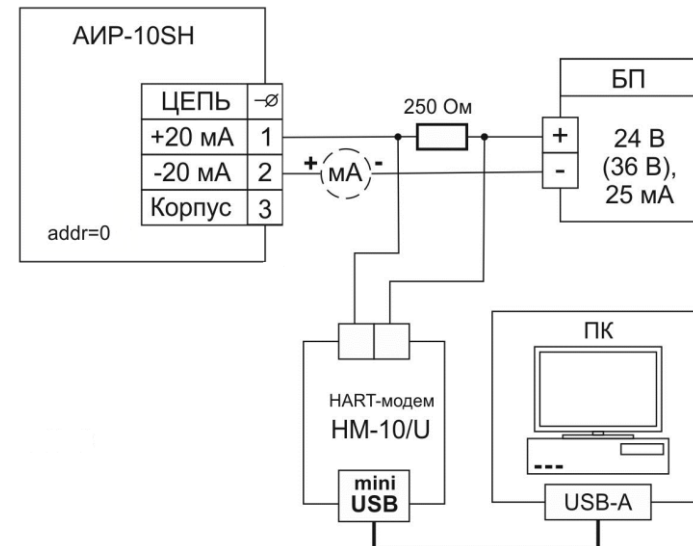 АИР-10SH
ЦЕПЬ
+20 мА 1
-20 мА 2
Корпус 3
addr=0
250 Ом
+ мА -
БП
+
-
24 В
(36 В),
25 мА
HART-модем
HM-10/U
mini
USB
ПК
USB-A